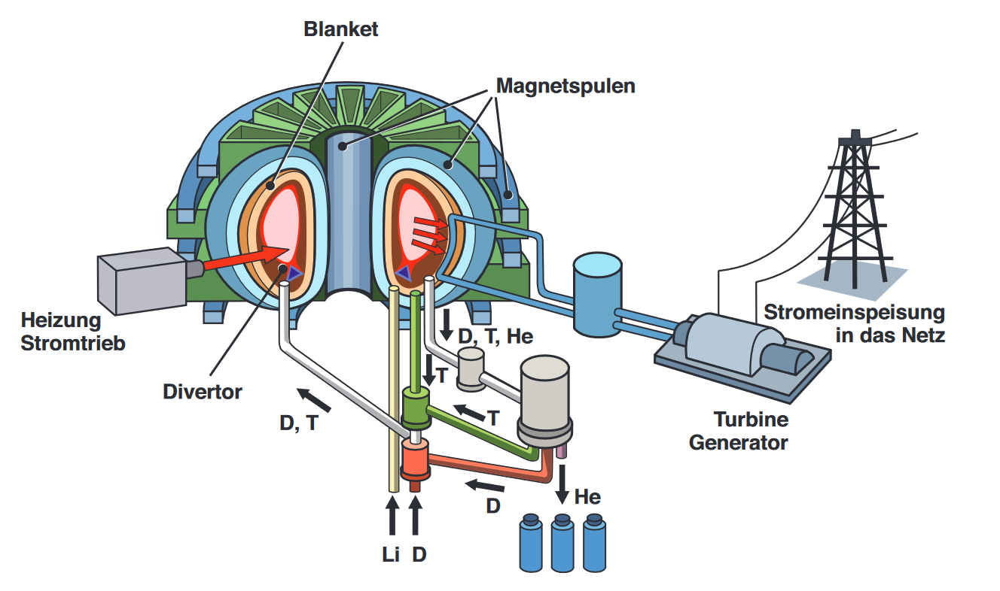 Blanket
Magnetspulen
Heizung
Stromtrieb
Divertor
D, T
D, T, He
T
T
D
He
Li
D
Turbine
Generator
Stromeinspeisung
in das Netz